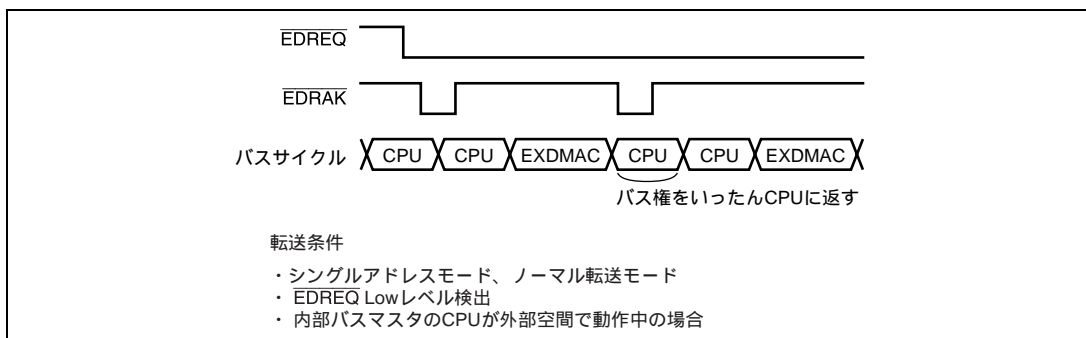 EDREQ
EDRAK
バスサイクル CPU CPU EXDMAC CPU CPU EXDMAC
バス権をいったんCPUに返す
転送条件
・シングルアドレスモード、ノーマル転送モード
・EDREQ Lowレベル検出
・内部バスマスタのCPUが外部空間で動作中の場合